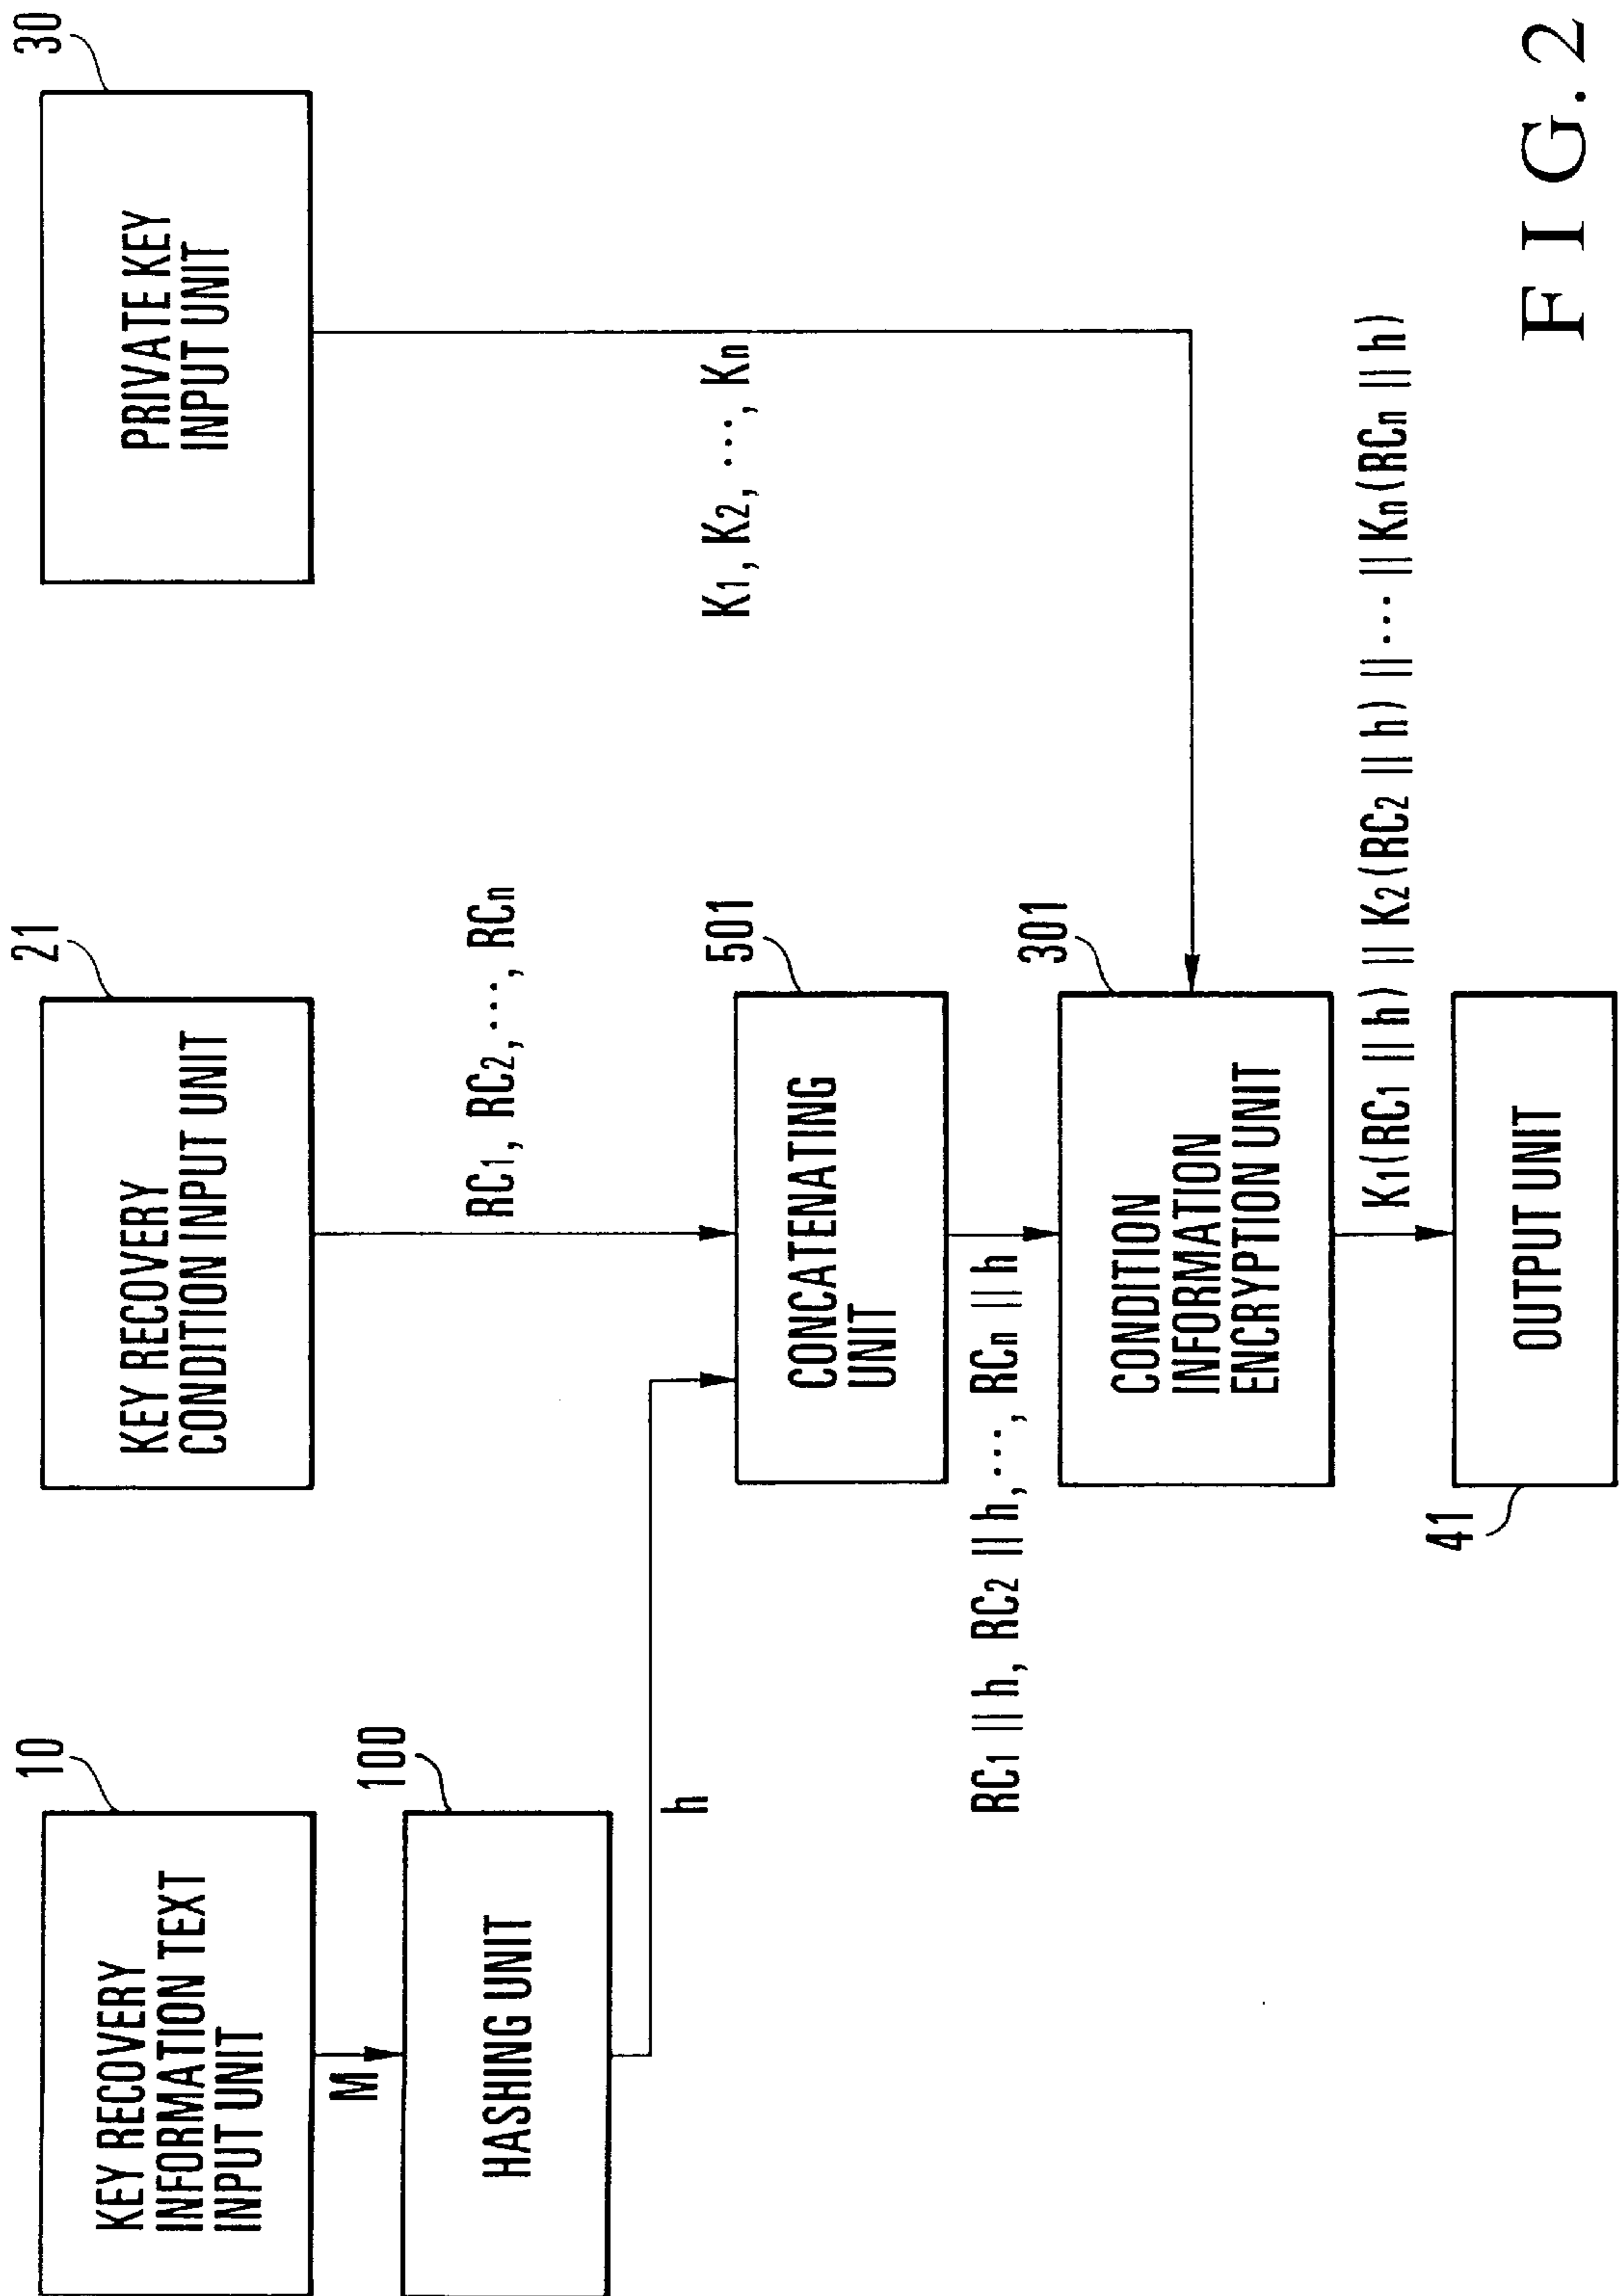 10
KEY RECOVERY
INFORMATION TEXT
INPUT UNIT
M
100
HASHING UNIT
h
21
KEY RECOVERY
CONDITION INPUT UNIT
RC1, RC2, ···, RCn
30
PRIVATE KEY
INPUT UNIT
K1, K2, ···, Kn
501
CONCATENATING
UNIT
RC1 || h, RC2 || h, ···, RCn || h
301
CONDITION
INFORMATION
ENCRYPTION UNIT
K1(RC1 || h) || K2(RC2 || h) || ··· || Kn(RCn || h)
41
OUTPUT UNIT
FIG.2